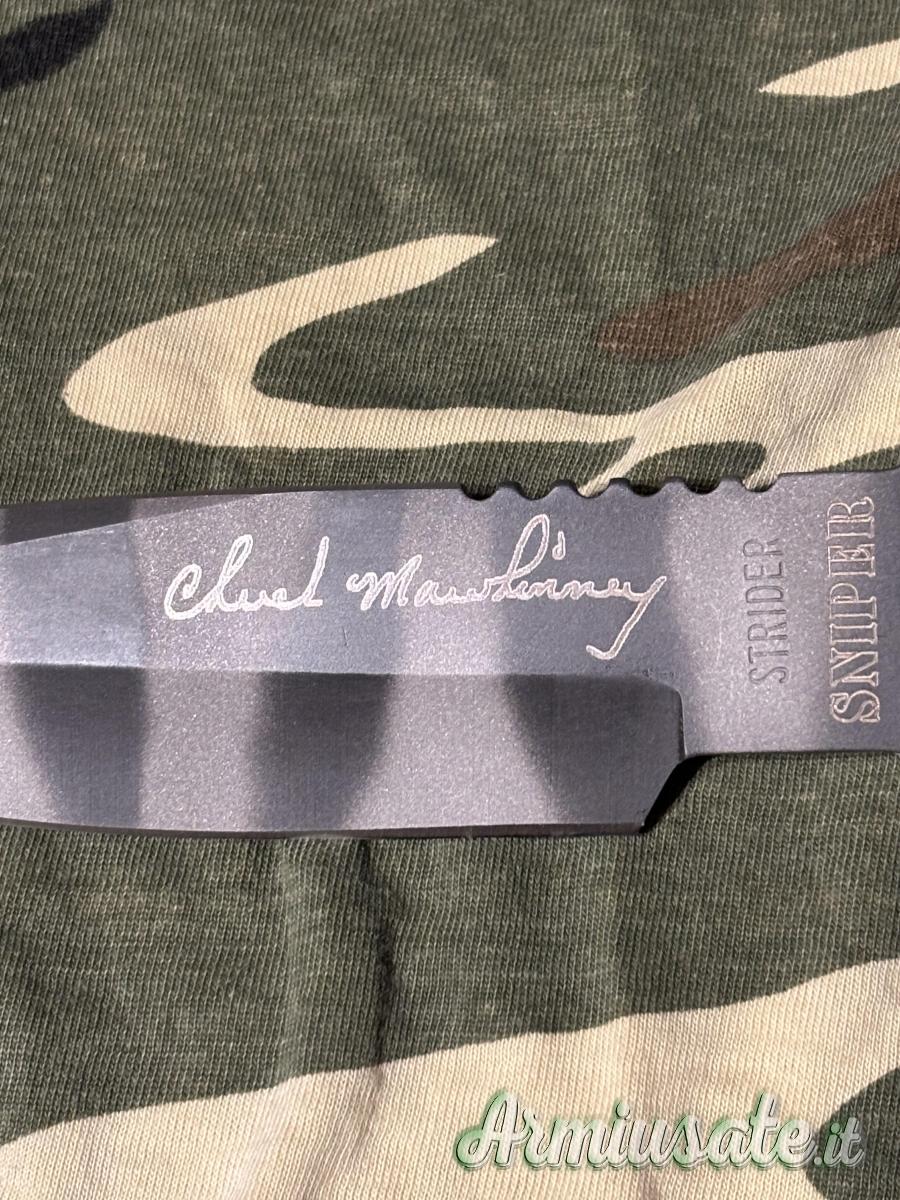 Chuck Mawhinney
STRIDER
SNIPER
Armiusate.it